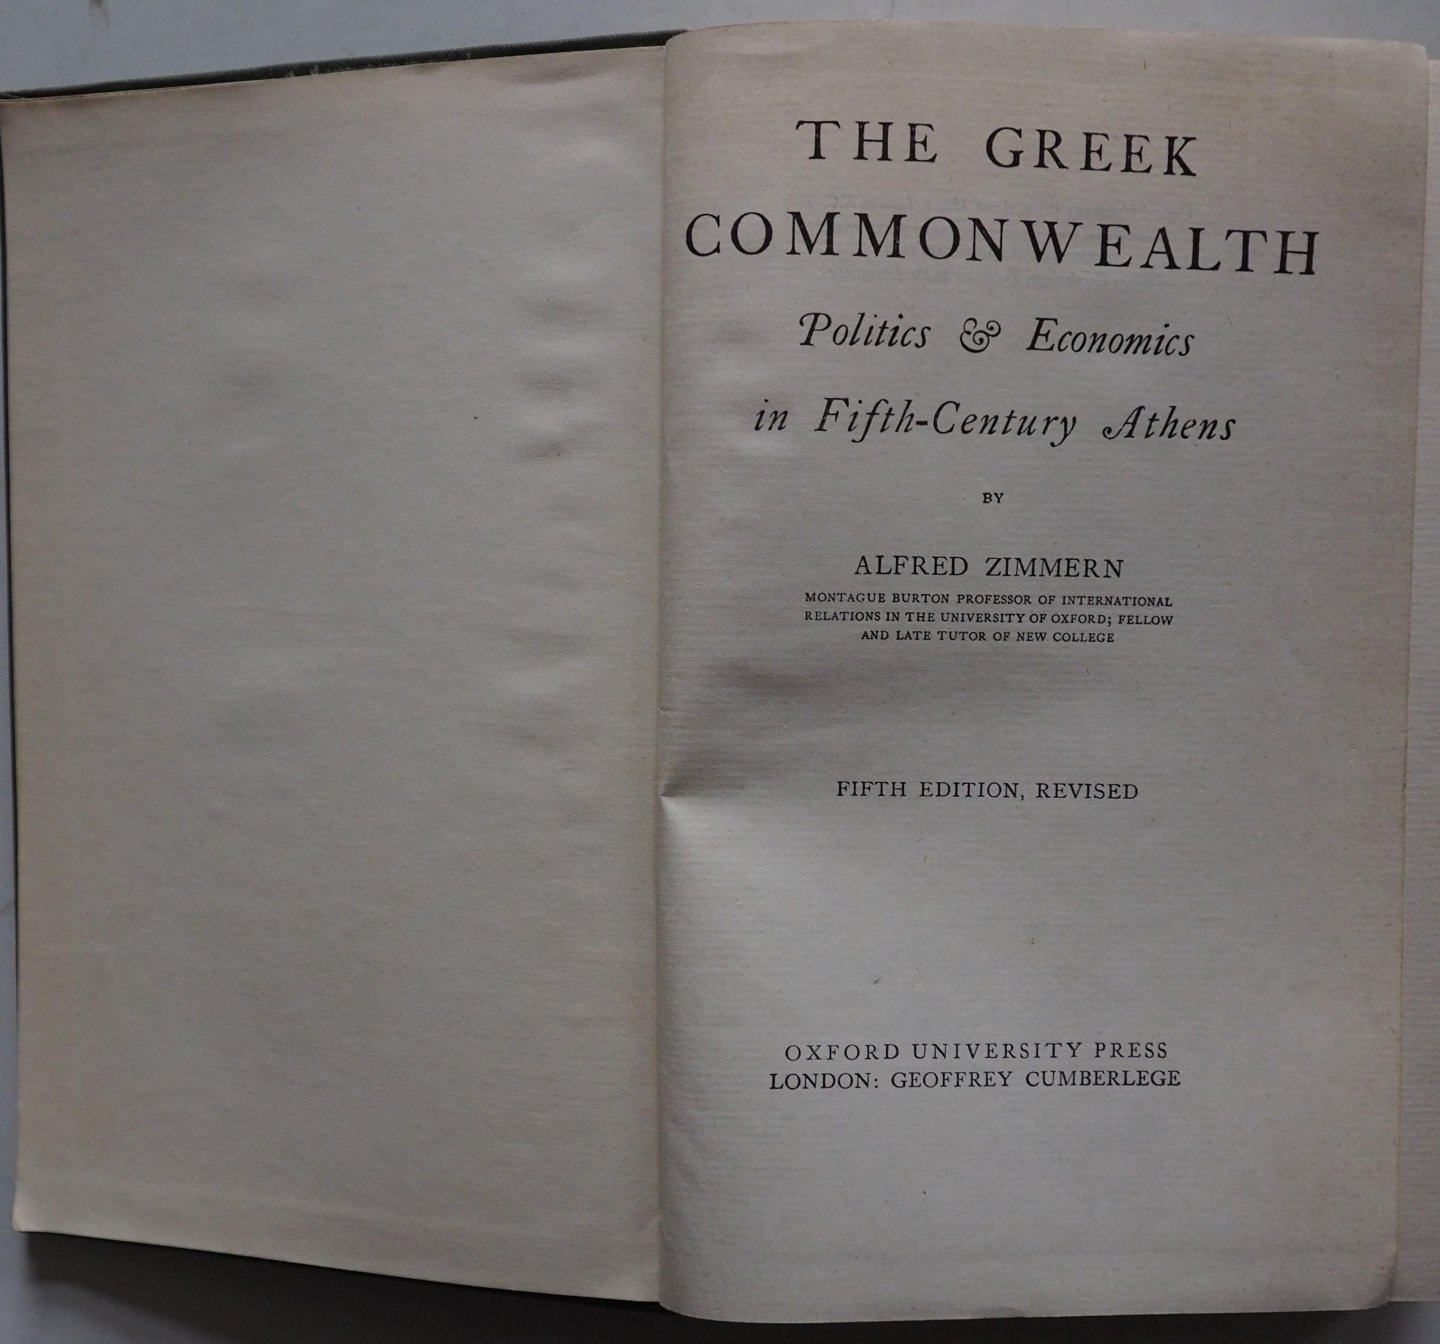 THE GREEK
COMMONWEALTH
Politics & Economics
in Fifth-Century Athens
BY
ALFRED ZIMMERN
MONTAGUE BURTON PROFESSOR OF INTERNATIONAL
RELATIONS IN THE UNIVERSITY OF OXFORD; FELLOW
AND LATE TUTOR OF NEW COLLEGE
FIFTH EDITION, REVISED
OXFORD UNIVERSITY PRESS
LONDON: GEOFFREY CUMBERLEGE